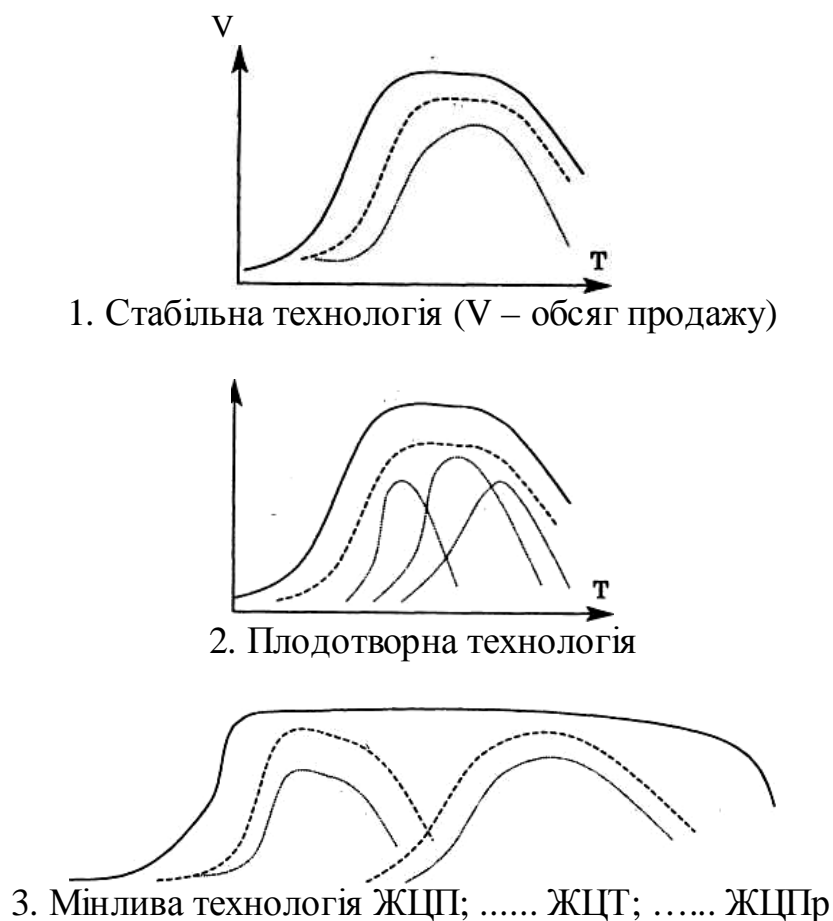 V
T
1. Стабільна технологія (V – обсяг продажу)
T
2. Плодотворна технологія
3. Мінлива технологія ЖЦП; ...... ЖЦТ; …... ЖЦПр